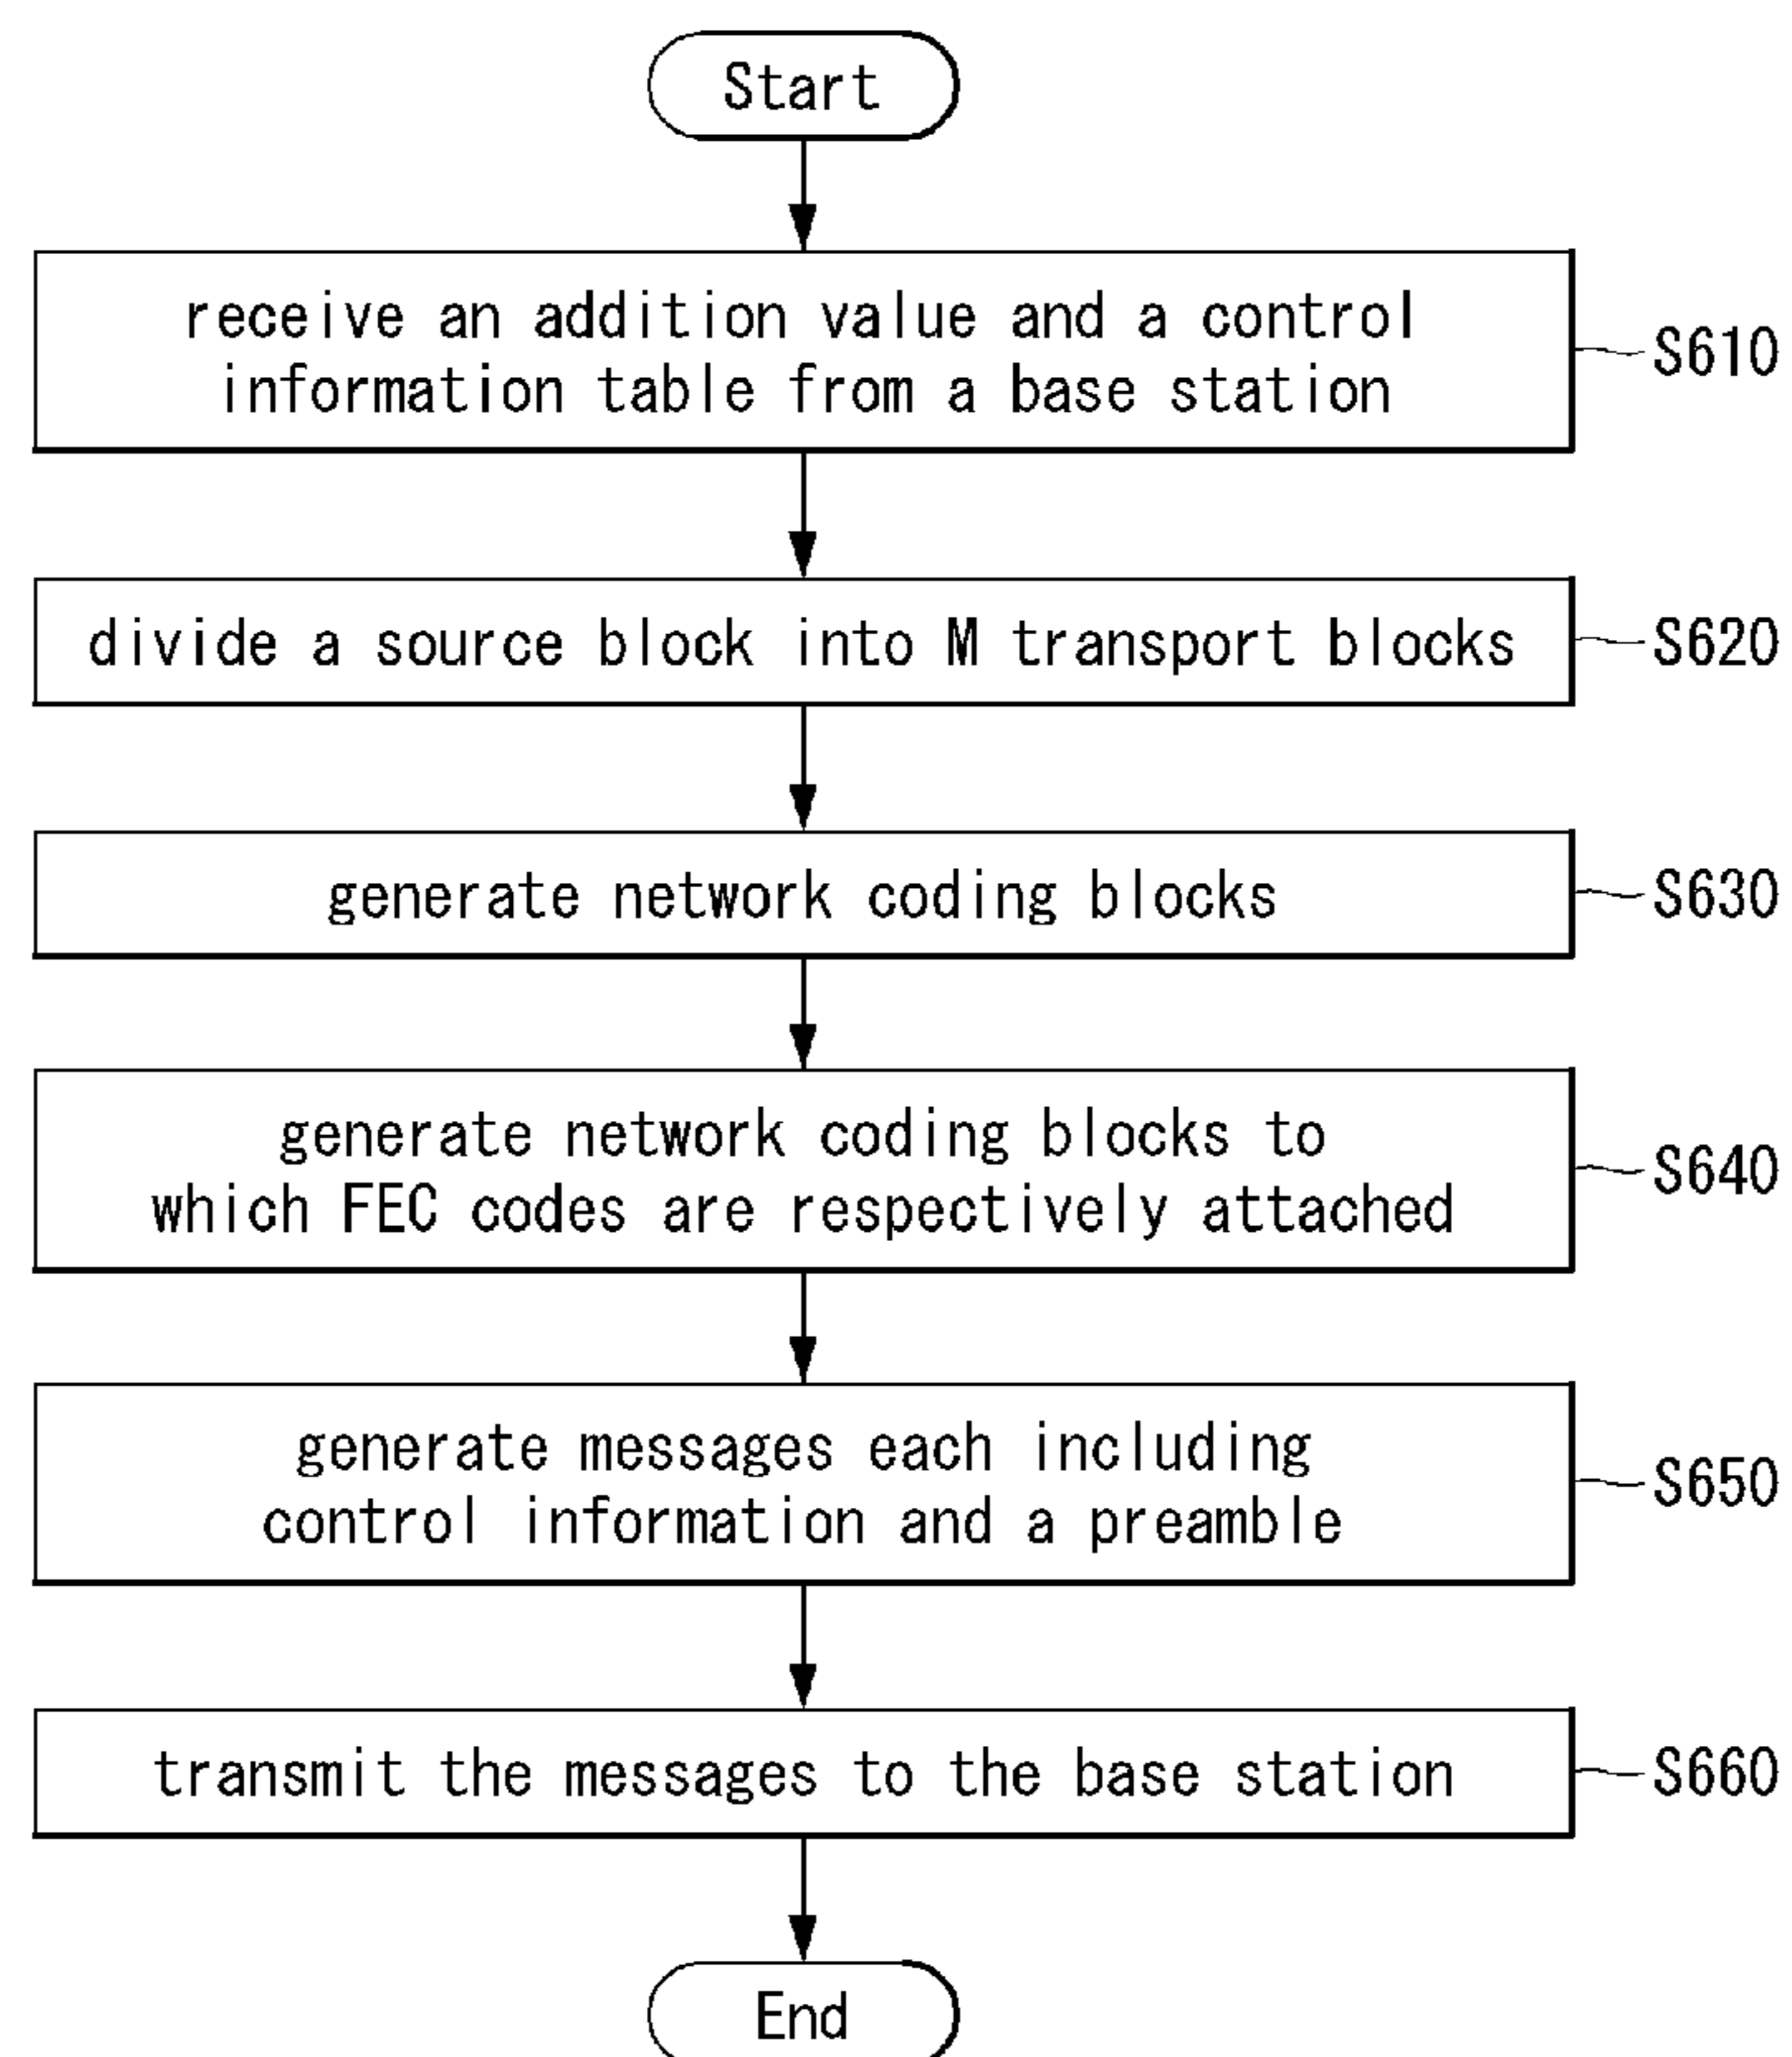 Start
receive an addition value and a control
information table from a base station
S610
divide a source block into M transport blocks
S620
generate network coding blocks
S630
generate network coding blocks to
which FEC codes are respectively attached
S640
generate messages each including
control information and a preamble
S650
transmit the messages to the base station
S660
End